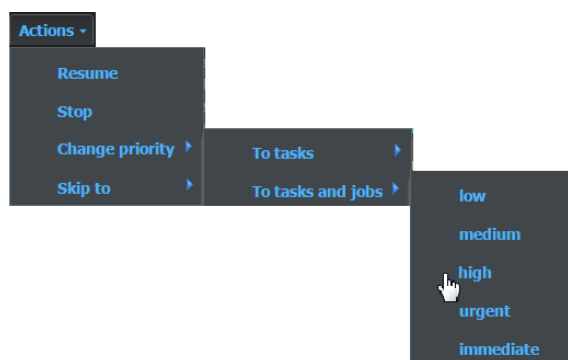 Actions
Resume
Stop
Change priority
Skip to
To tasks
To tasks and jobs
low
medium
high
urgent
immediate